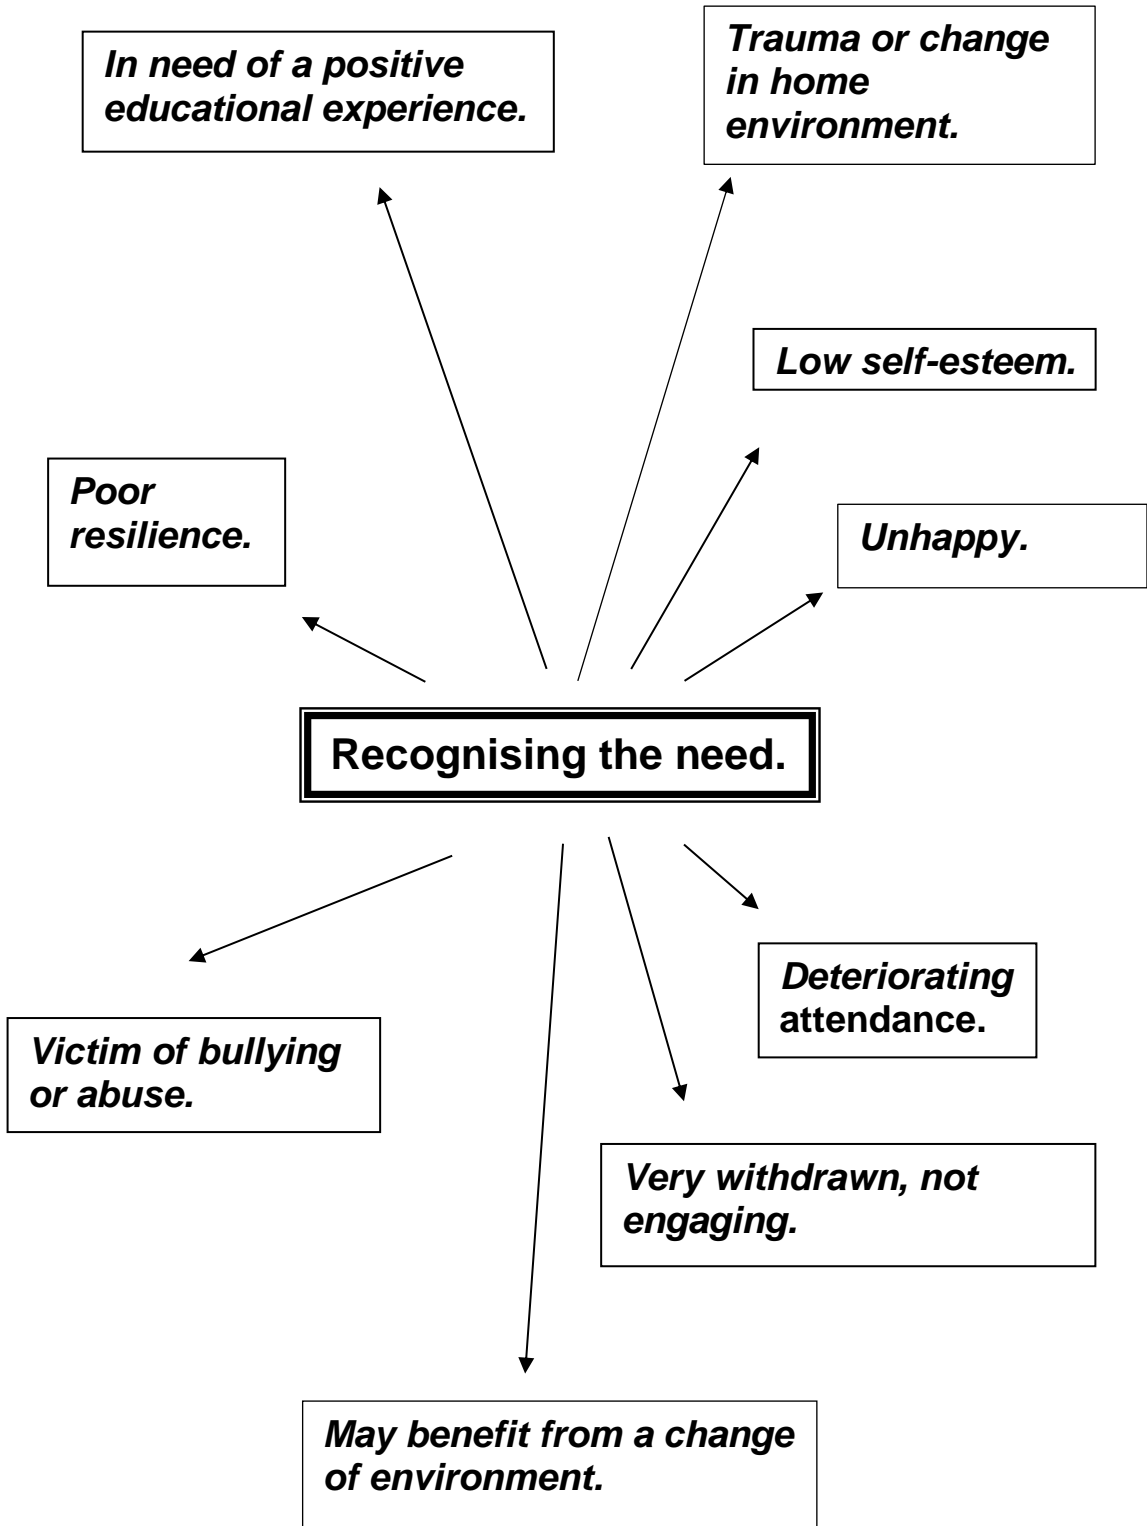 In need of a positive
educational experience.
Trauma or change
in home
environment.
Low self-esteem.
Poor
resilience.
Unhappy.
Recognising the need.
Deteriorating
attendance.
Victim of bullying
or abuse.
Very withdrawn, not
engaging.
May benefit from a change
of environment.